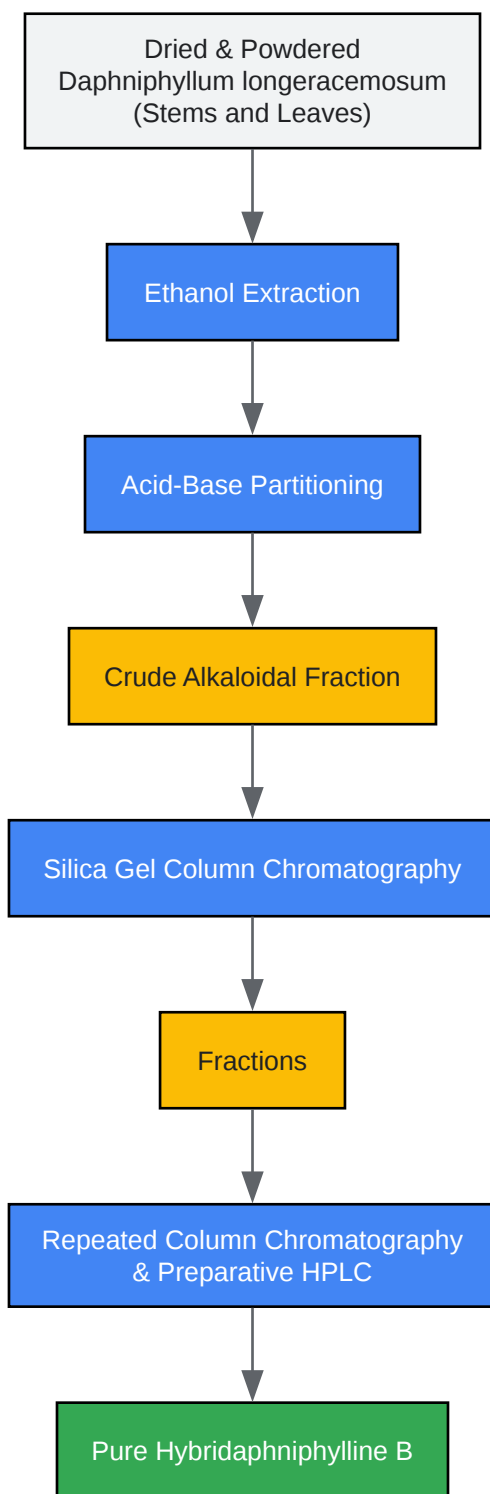 Dried & Powdered
Daphniphyllum longeracemosum
(Stems and Leaves)
Ethanol Extraction
Acid-Base Partitioning
Crude Alkaloidal Fraction
Silica Gel Column Chromatography
Fractions
Repeated Column Chromatography
& Preparative HPLC
Pure Hybridaphniphylline B